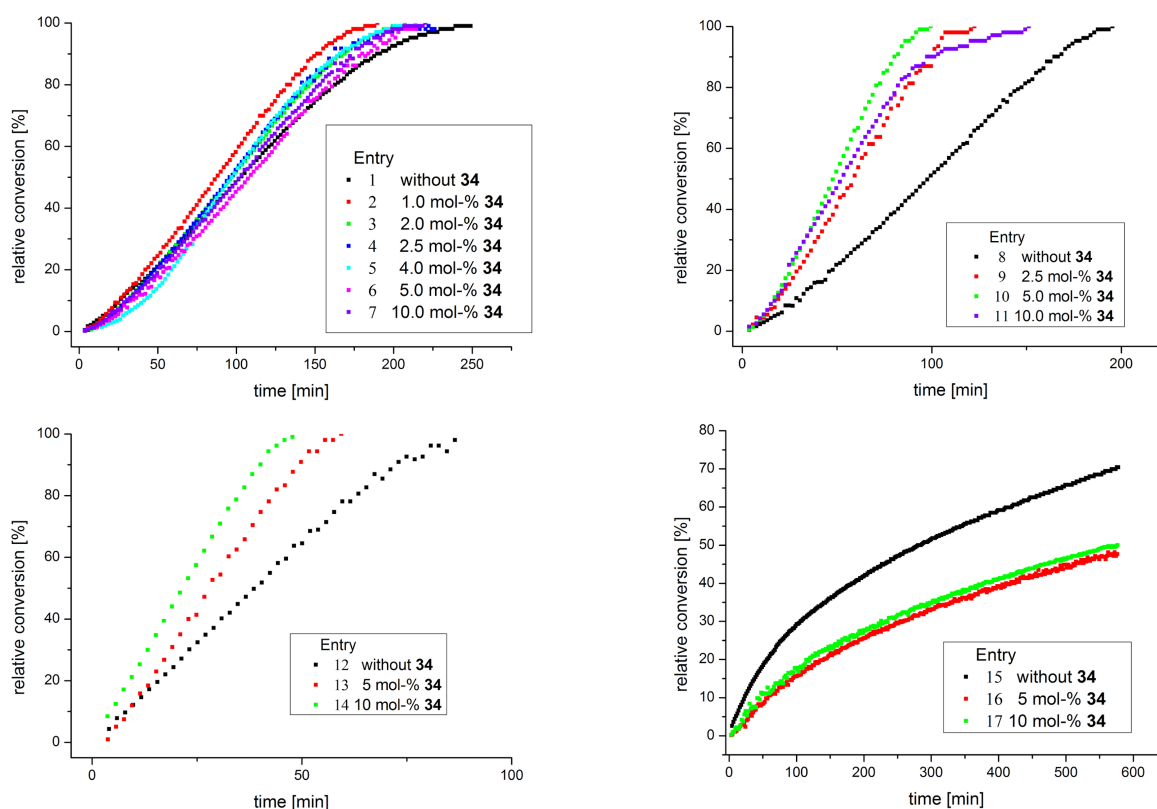 100
80
60
40
20
0
relative conversion [%]
Entry
1 without 34
2 1.0 mol-% 34
3 2.0 mol-% 34
4 2.5 mol-% 34
5 4.0 mol-% 34
6 5.0 mol-% 34
7 10.0 mol-% 34
0 50 100 150 200 250
time [min]
100
80
60
40
20
0
relative conversion [%]
Entry
8 without 34
9 2.5 mol-% 34
10 5.0 mol-% 34
11 10.0 mol-% 34
0 100 200
time [min]
100
80
60
40
20
0
relative conversion [%]
Entry
12 without 34
13 5 mol-% 34
14 10 mol-% 34
0 50 100
time [min]
80
70
60
50
40
30
20
10
0
relative conversion [%]
Entry
15 without 34
16 5 mol-% 34
17 10 mol-% 34
0 100 200 300 400 500 600
time [min]